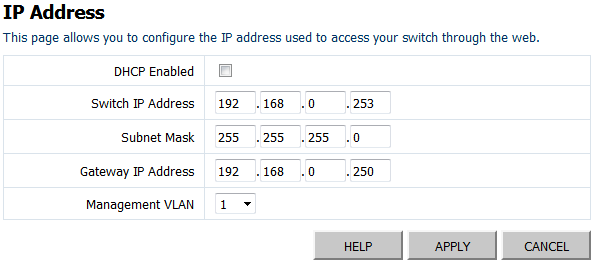 IP Address
This page allows you to configure the IP address used to access your switch through the web.
DHCP Enabled
Switch IP Address 192 . 168 . 0 . 253
Subnet Mask 255 . 255 . 255 . 0
Gateway IP Address 192 . 168 . 0 . 250
Management VLAN 1
HELP APPLY CANCEL